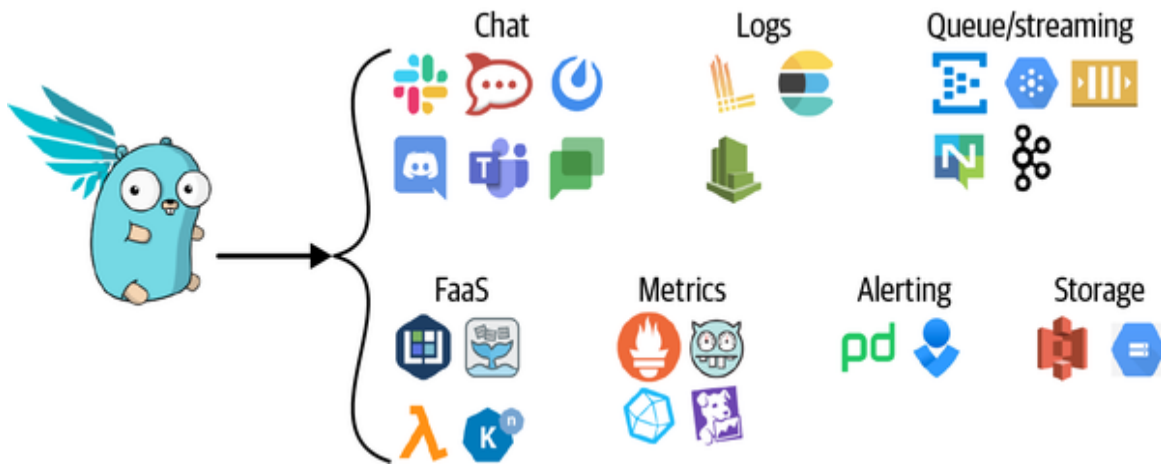 Chat
Logs
Queue/streaming
T
N
FaaS
Metrics
Alerting
Storage
pd
K
n